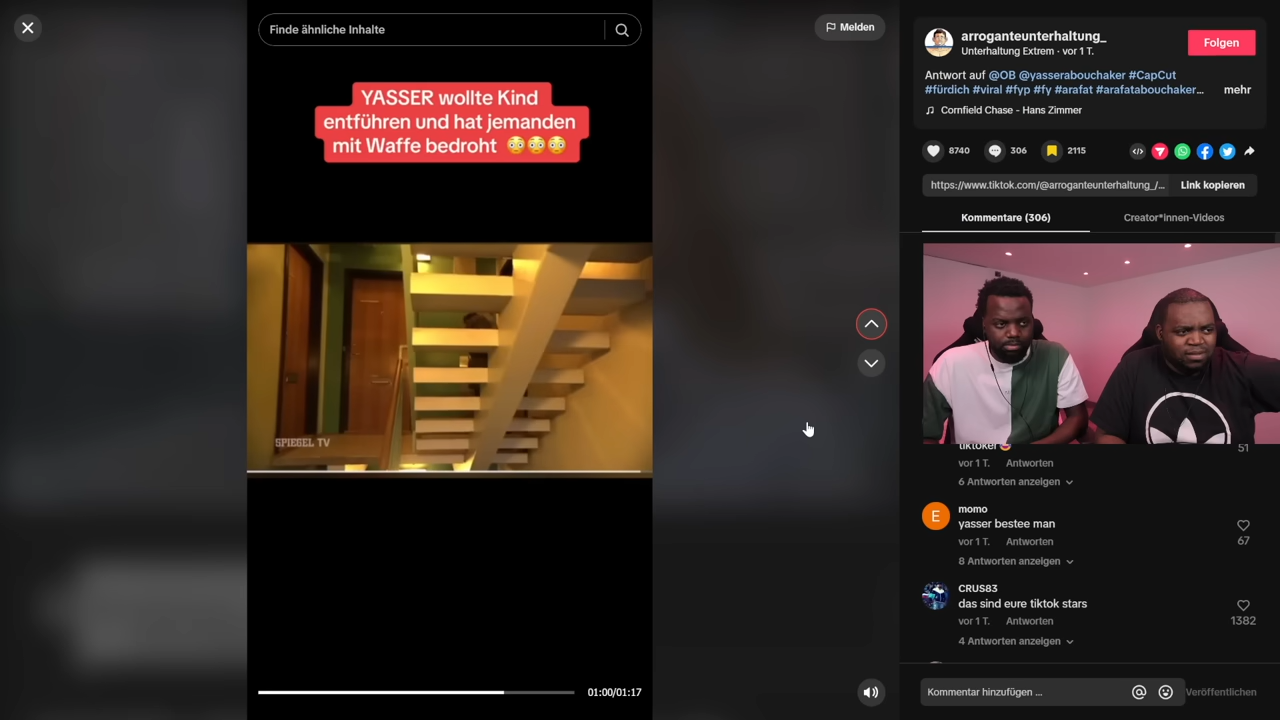 Finde ähnliche Inhalte
Melden
YASSER wollte Kind
entführen und hat jemanden
mit Waffe bedroht 😳😳😳
SPIEGEL TV
01:00/01:17
arroganteunterhaltung_
Unterhaltung Extrem · vor 1 T.
Folgen
Antwort auf @OB @yasserabouchaker #CapCut
#fürdich #viral #fyp #fy #arafat #arafatabouchaker...
mehr
♫ Cornfield Chase - Hans Zimmer
8740
306
2115
https://www.tiktok.com/@arroganteunterhaltung_/...
Link kopieren
Kommentare (306)
Creator*innen-Videos
tiktoker
51
vor 1 T. Antworten
6 Antworten anzeigen
E
momo
yasser bestee man
vor 1 T. Antworten
67
8 Antworten anzeigen
CRUS83
das sind eure tiktok stars
vor 1 T. Antworten
1382
4 Antworten anzeigen
Kommentar hinzufügen ...
Veröffentlichen